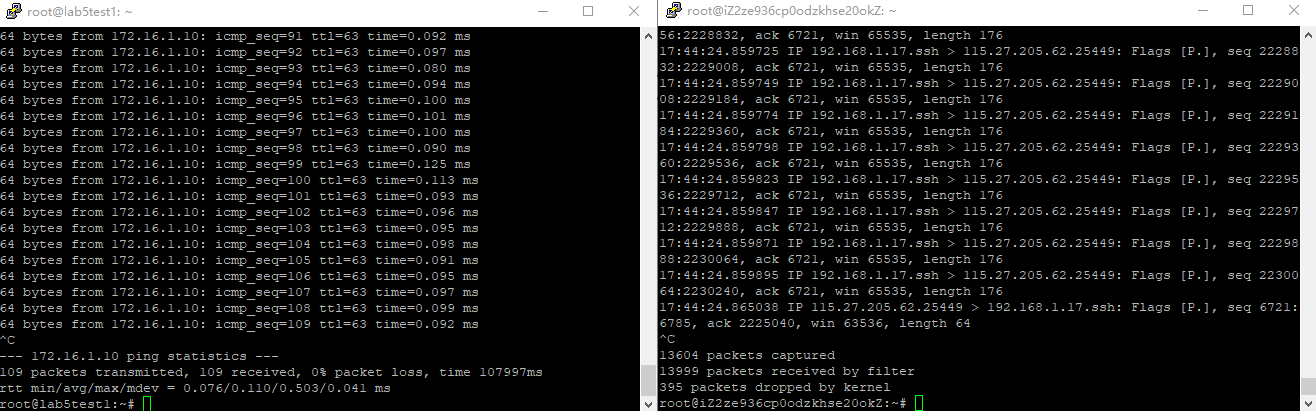 root@lab5test1: ~
64 bytes from 172.16.1.10: icmp_seq=91 ttl=63 time=0.092 ms
64 bytes from 172.16.1.10: icmp_seq=92 ttl=63 time=0.097 ms
64 bytes from 172.16.1.10: icmp_seq=93 ttl=63 time=0.080 ms
64 bytes from 172.16.1.10: icmp_seq=94 ttl=63 time=0.094 ms
64 bytes from 172.16.1.10: icmp_seq=95 ttl=63 time=0.100 ms
64 bytes from 172.16.1.10: icmp_seq=96 ttl=63 time=0.101 ms
64 bytes from 172.16.1.10: icmp_seq=97 ttl=63 time=0.100 ms
64 bytes from 172.16.1.10: icmp_seq=98 ttl=63 time=0.090 ms
64 bytes from 172.16.1.10: icmp_seq=99 ttl=63 time=0.125 ms
64 bytes from 172.16.1.10: icmp_seq=100 ttl=63 time=0.113 ms
64 bytes from 172.16.1.10: icmp_seq=101 ttl=63 time=0.093 ms
64 bytes from 172.16.1.10: icmp_seq=102 ttl=63 time=0.096 ms
64 bytes from 172.16.1.10: icmp_seq=103 ttl=63 time=0.095 ms
64 bytes from 172.16.1.10: icmp_seq=104 ttl=63 time=0.098 ms
64 bytes from 172.16.1.10: icmp_seq=105 ttl=63 time=0.091 ms
64 bytes from 172.16.1.10: icmp_seq=106 ttl=63 time=0.095 ms
64 bytes from 172.16.1.10: icmp_seq=107 ttl=63 time=0.097 ms
64 bytes from 172.16.1.10: icmp_seq=108 ttl=63 time=0.099 ms
64 bytes from 172.16.1.10: icmp_seq=109 ttl=63 time=0.092 ms
^C
--- 172.16.1.10 ping statistics ---
109 packets transmitted, 109 received, 0% packet loss, time 107997ms
rtt min/avg/max/mdev = 0.076/0.110/0.503/0.041 ms
root@lab5test1:~#
root@iZ2ze936cp0odzkhse20okZ: ~
56:2228832, ack 6721, win 65535, length 176
17:44:24.859725 IP 192.168.1.17.ssh > 115.27.205.62.25449: Flags [P.], seq 22288
32:2229008, ack 6721, win 65535, length 176
17:44:24.859749 IP 192.168.1.17.ssh > 115.27.205.62.25449: Flags [P.], seq 22290
08:2229184, ack 6721, win 65535, length 176
17:44:24.859774 IP 192.168.1.17.ssh > 115.27.205.62.25449: Flags [P.], seq 22291
84:2229360, ack 6721, win 65535, length 176
17:44:24.859798 IP 192.168.1.17.ssh > 115.27.205.62.25449: Flags [P.], seq 22293
60:2229536, ack 6721, win 65535, length 176
17:44:24.859823 IP 192.168.1.17.ssh > 115.27.205.62.25449: Flags [P.], seq 22295
36:2229712, ack 6721, win 65535, length 176
17:44:24.859847 IP 192.168.1.17.ssh > 115.27.205.62.25449: Flags [P.], seq 22297
12:2229888, ack 6721, win 65535, length 176
17:44:24.859871 IP 192.168.1.17.ssh > 115.27.205.62.25449: Flags [P.], seq 22298
88:2230064, ack 6721, win 65535, length 176
17:44:24.859895 IP 192.168.1.17.ssh > 115.27.205.62.25449: Flags [P.], seq 22300
64:2230240, ack 6721, win 65535, length 176
17:44:24.865038 IP 115.27.205.62.25449 > 192.168.1.17.ssh: Flags [P.], seq 6721:
6785, ack 2225040, win 63536, length 64
^C
13604 packets captured
13999 packets received by filter
395 packets dropped by kernel
root@iZ2ze936cp0odzkhse20okZ:~#